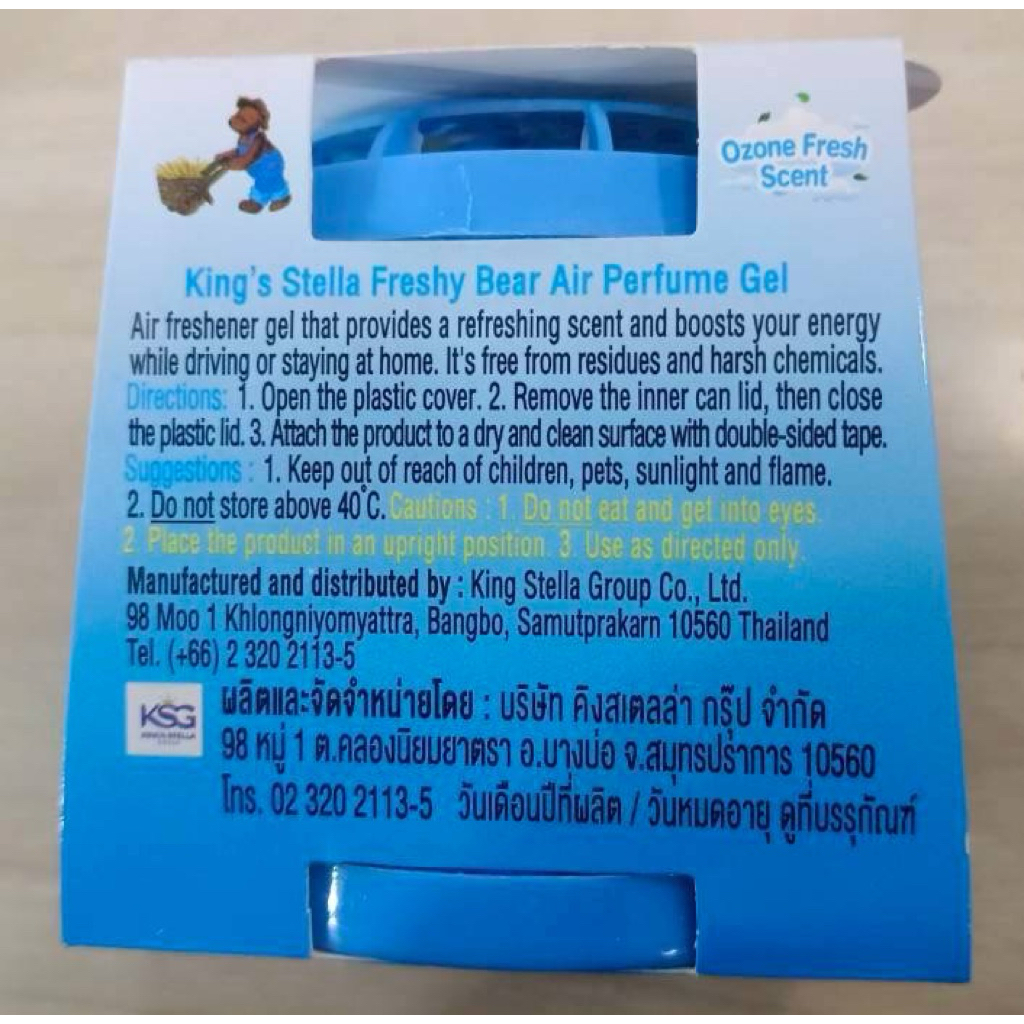 Ozone Fresh
Scent
King's Stella Freshy Bear Air Perfume Gel
Air freshener gel that provides a refreshing scent and boosts your energy
while driving or staying at home. It's free from residues and harsh chemicals.
Directions: 1. Open the plastic cover. 2. Remove the inner can lid, then close
the plastic lid. 3. Attach the product to a dry and clean surface with double-sided tape.
Suggestions : 1. Keep out of reach of children, pets, sunlight and flame.
2. Do not store above 40°C. Cautions : 1. Do not eat and get into eyes.
2. Place the product in an upright position. 3. Use as directed only.
Manufactured and distributed by : King Stella Group Co., Ltd.
98 Moo 1 Khlongniyomyattra, Bangbo, Samutprakarn 10560 Thailand
Tel. (+66) 2 320 2113-5
KSG
KING'S STELLA
GROUP
ผลิตและจัดจำหน่ายโดย : บริษัท คิงสเตลล่า กรุ๊ป จำกัด
98 หมู่ 1 ต.คลองนิยมยาตรา อ.บางบ่อ จ.สมุทรปราการ 10560
โทร. 02 320 2113-5 วันเดือนปีที่ผลิต / วันหมดอายุ ดูที่บรรจุภัณฑ์